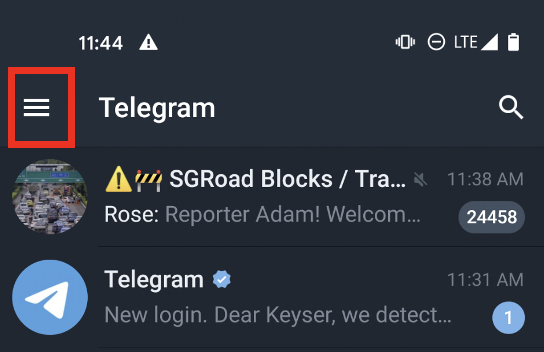 11:44 LTE
Telegram
⚠️🚧 SGRoad Blocks / Tra... 11:38 AM
Rose: Reporter Adam! Welcom... 24458
Telegram 11:31 AM
New login. Dear Keyser, we detect... 1